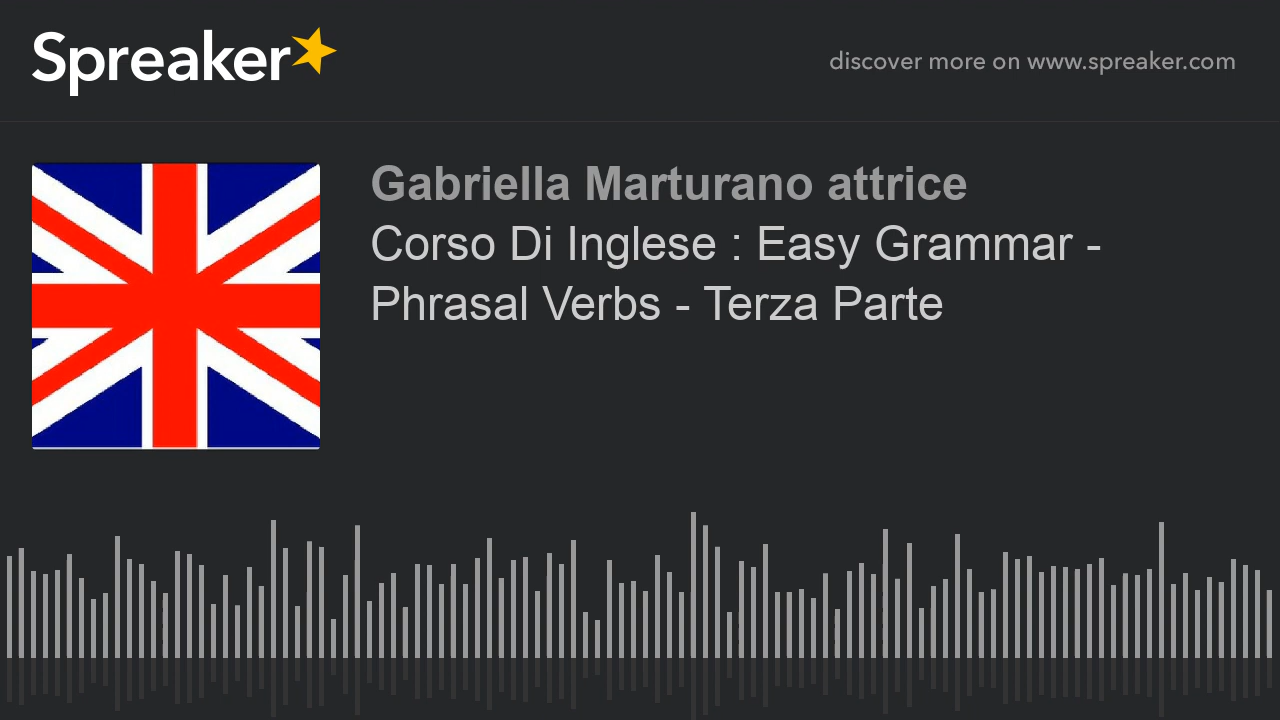 Spreaker
discover more on www.spreaker.com
Gabriella Marturano attrice
Corso Di Inglese : Easy Grammar -
Phrasal Verbs - Terza Parte